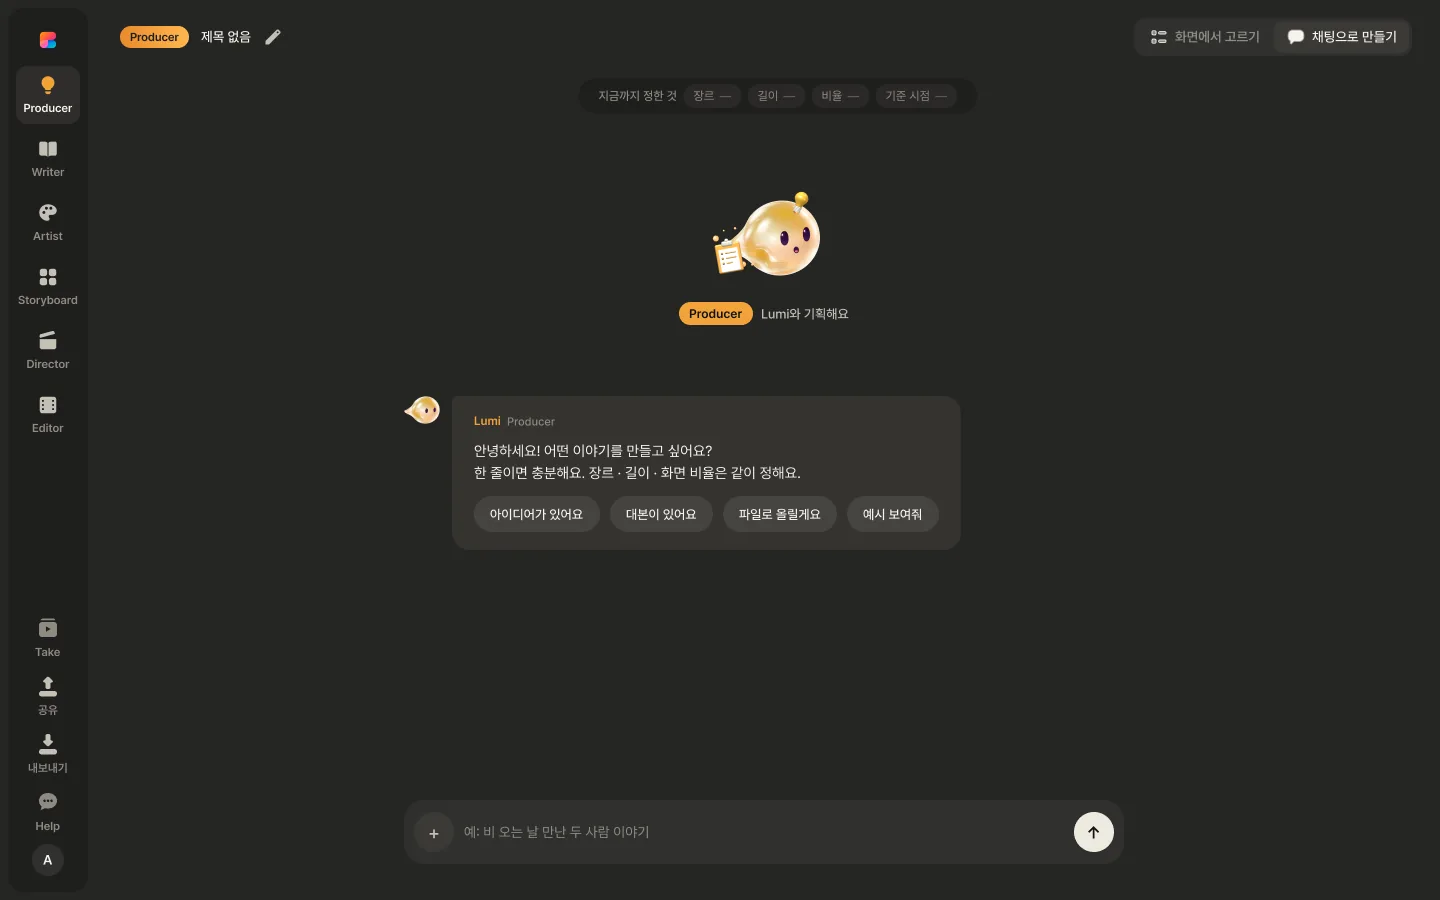 Producer 제목 없음
화면에서 고르기 채팅으로 만들기
지금까지 정한 것 장르 — 길이 — 비율 — 기준 시점 —
Producer
Writer
Artist
Storyboard
Director
Editor
Take
공유
내보내기
Help
A
Producer Lumi와 기획해요
Lumi Producer
안녕하세요! 어떤 이야기를 만들고 싶어요?
한 줄이면 충분해요. 장르 · 길이 · 화면 비율은 같이 정해요.
아이디어가 있어요 대본이 있어요 파일로 올릴게요 예시 보여줘
+ 예: 비 오는 날 만난 두 사람 이야기